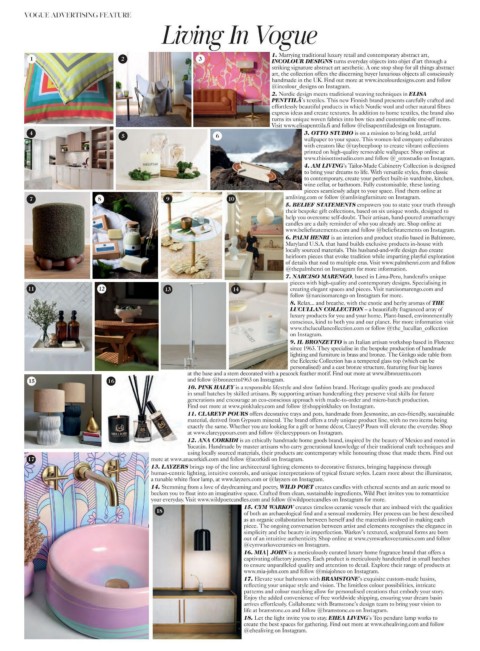 VOGUE ADVERTISING FEATURE
Living In Vogue
1. Marrying traditional luxury retail and contemporary abstract art,
INCOLOUR DESIGNS turns everyday objects into objet d'art through a
striking signature abstract art aesthetic. A one stop shop for all things abstract
art, the collection offers the discerning buyer luxurious objects all consciously
handmade in the UK. Find out more at www.incolourdesigns.com and follow
@incolour_designs on Instagram.
2. Nordic design meets traditional weaving techniques in ELISA
PENTTILÄ's textiles. This new Finnish brand presents carefully crafted and
effortlessly beautiful products in which Nordic wool and other natural fibres
express ideas and create textures. In addition to home textiles, the brand also
turns its unique woven fabrics into bow ties and customisable one-off items.
Visit www.elisapenttila.fi and follow @elisapenttiladesign on Instagram.
3. OTTO STUDIO is on a mission to bring bold, artful
wallpaper to your space. This women-led company collaborates
with creators like to create vibrant collections
printed on high-quality removable wallpaper. Shop online at
www.thisisottostudio.com and follow @_ottostudio on Instagram.
4. AM LIVING's Tailor-Made Cabinetry Collection is designed
to bring your dreams to life. With versatile styles, from classic
to contemporary, create your perfect built-in wardrobe, kitchen,
wine cellar, or bathroom. Fully customisable, these lasting
pieces seamlessly adapt to your space. Find them online at
amliving.com or follow @amlivingfurniture on Instagram.
5. BELIEF STATEMENTS empowers you to state your truth through
their bespoke gift collections, based on six unique words, designed to
help you overcome self-doubt. Their artisan, hand-poured aromatherapy
candles are a daily reminder of who you already are. Shop online at
www.beliefstatements.com and follow @beliefstatements on Instagram.
6. PALM HENRI is an interiors and product studio based in Baltimore,
Maryland U.S.A, that hand builds exclusive products in-house with
locally sourced materials. This husband-and-wife design duo create
heirloom pieces that evoke tradition while imparting playful exploration
of details that nod to multiple eras. Visit www.palmhenri.com and follow
@thepalmhenri on Instagram for more information.
7. NARCISO MARENGO, based in Lima-Peru, handcrafts unique
pieces with high-quality and contemporary designs. Specialising in
creating elegant spaces and pieces. Visit narcisomarengo.com and
follow @narcisomarengo on Instagram for more.
8. Relax... and breathe, with the exotic and herby aromas of THE
LUCULLAN COLLECTION – a beautifully fragranced array of
luxury products for you and your home. Plant-based, environmentally
conscious, kind to both you and our planet. For more information visit
www.thelucullancollection.com or follow @the_lucullan_collection
on Instagram.
9. IL BRONZETTO is an Italian artisan workshop based in Florence
since 1963. They specialise in the bespoke production of handmade
lighting and furniture in brass and bronze. The Ginkgo side table from
the Eclectic Collection has a tempered glass top (which can be
personalised) and a cast bronze structure, featuring four big leaves
at the base and a stem decorated with a peacock feather motif. Find out more at www.ilbronzetto.com
and follow @bronzetto1963 on Instagram.
10. PINK HALEY is a responsible lifestyle and slow fashion brand. Heritage quality goods are produced
in small batches by skilled artisans. By supporting artisan handcrafting they preserve vital skills for future
generations and encourage an eco-conscious approach with made-to-order and micro-batch production.
Find out more at www.pinkhaley.com and follow @shoppinkhaley on Instagram.
11. CLARETP POURS offers decorative trays and pots, handmade from Jesmonite, an eco-friendly, sustainable
material, derived from Gypsum mineral. The brand offers a truly unique product line, with no two items being
exactly the same. Whether you are looking for a gift or home décor, ClaretP Pours will elevate the everyday. Shop
at www.claretppours.com and follow @claretppours on Instagram.
12. ANA CORKIDI is an ethically handmade home goods brand, inspired by the beauty of Mexico and rooted in
Yucatán. Handmade by master artisans who carry generational knowledge of their traditional craft techniques and
using locally sourced materials, their products are contemporary while honouring those that made them. Find out
more at www.anacorkidi.com and follow @acorkidi on Instagram.
13. LAYZERS brings top of the line architectural lighting elements to decorative fixtures, bringing happiness through
human-centric lighting, intuitive controls, and unique interpretations of typical fixture styles. Learn more about the illuminator,
a tunable white floor lamp, at www.layzers.com or @layzers on Instagram.
14. Stemming from a love of daydreaming and poetry, WILD POET creates candles with ethereal scents and an auric mood to
beckon you to float into an imaginative space. Crafted from clean, sustainable ingredients, Wild Poet invites you to romanticize
your everyday. Visit www.wildpoetcandles.com and follow @wildpoetcandles on Instagram for more.
15. CYM WARKOV creates timeless ceramic vessels that are imbued with the qualities
of both an archaeological find and a sensual modernity. Her process can be best described
as an organic collaboration between herself and the materials involved in making each
piece. The ongoing conversation between artist and elements recognises the elegance in
simplicity and the beauty in imperfection. Warkov's textured, sculptural forms are born
out of an intuitive authenticity. Shop online at www.cymwarkovceramics.com and follow
@cymwarkovceramics on Instagram.
16. MIA| JOHN is a meticulously curated luxury home fragrance brand that offers a
captivating olfactory journey. Each product is meticulously handcrafted in small batches
to ensure unparalleled quality and attention to detail. Explore their range of products at
www.mia-john.com and follow @miajohnco on Instagram.
17. Elevate your bathroom with BRAMSTONE's exquisite custom-made basins,
reflecting your unique style and vision. The limitless colour possibilities, intricate
patterns and colour matching allow for personalised creations that embody your story.
Enjoy the added convenience of free worldwide shipping, ensuring your dream basin
arrives effortlessly. Collaborate with Bramstone's design team to bring your vision to
life at bramstone.co and follow @bramstone.co on Instagram.
18. Let the light invite you to stay. EHEA LIVING's Yto pendant lamp works to
create the best spaces for gathering. Find out more at www.ehealiving.com and follow
@ehealiving on Instagram.
1
2
3
4
5
6
7
8
9
10
11
12
13
14
15
16
17
18